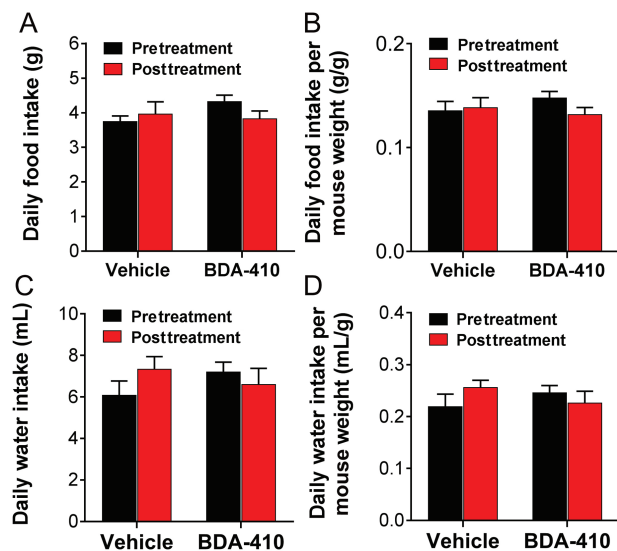 A
Daily food intake (g)
6
5
4
3
2
1
0
Pretreatment
Posttreatment
Vehicle
BDA-410
B
Daily food intake per
mouse weight (g/g)
0.2
0.1
0.0
Pretreatment
Posttreatment
Vehicle
BDA-410
C
Daily water intake (mL)
10
8
6
4
2
0
Pretreatment
Posttreatment
Vehicle
BDA-410
D
Daily water intake per
mouse weight (mL/g)
0.4
0.3
0.2
0.1
0.0
Pretreatment
Posttreatment
Vehicle
BDA-410